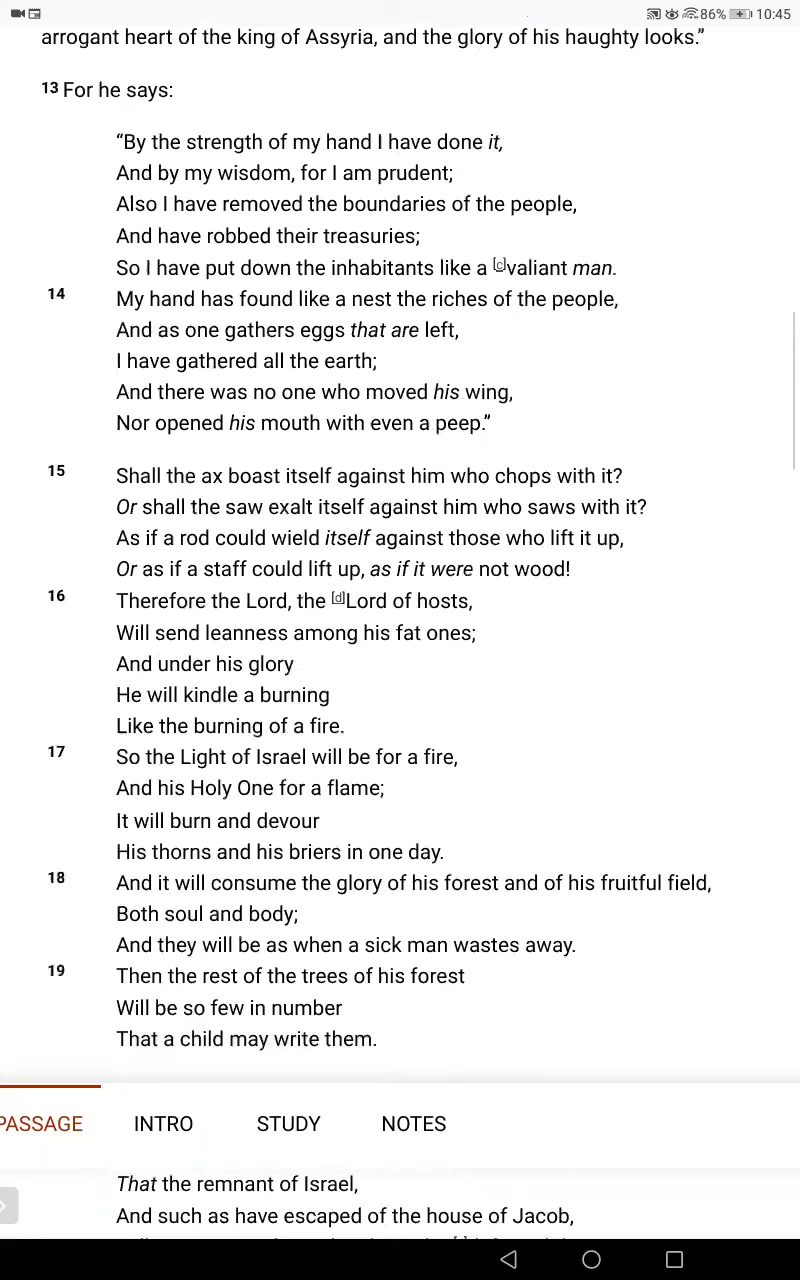 86% 10:45
arrogant heart of the king of Assyria, and the glory of his haughty looks.”
13 For he says:
“By the strength of my hand I have done it,
And by my wisdom, for I am prudent;
Also I have removed the boundaries of the people,
And have robbed their treasuries;
So I have put down the inhabitants like a [c]valiant man.
14 My hand has found like a nest the riches of the people,
And as one gathers eggs that are left,
I have gathered all the earth;
And there was no one who moved his wing,
Nor opened his mouth with even a peep.”
15 Shall the ax boast itself against him who chops with it?
Or shall the saw exalt itself against him who saws with it?
As if a rod could wield itself against those who lift it up,
Or as if a staff could lift up, as if it were not wood!
16 Therefore the Lord, the [d]Lord of hosts,
Will send leanness among his fat ones;
And under his glory
He will kindle a burning
Like the burning of a fire.
17 So the Light of Israel will be for a fire,
And his Holy One for a flame;
It will burn and devour
His thorns and his briers in one day.
18 And it will consume the glory of his forest and of his fruitful field,
Both soul and body;
And they will be as when a sick man wastes away.
19 Then the rest of the trees of his forest
Will be so few in number
That a child may write them.
PASSAGE INTRO STUDY NOTES
That the remnant of Israel,
And such as have escaped of the house of Jacob,